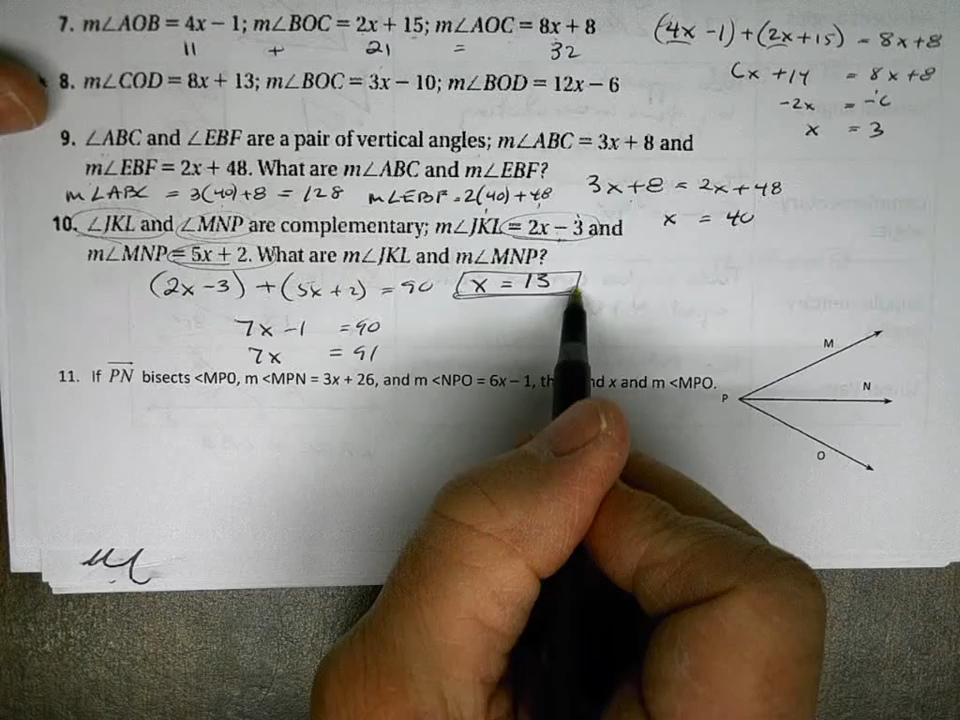 7. m∠AOB = 4x − 1; m∠BOC = 2x + 15; m∠AOC = 8x + 8
11 + 21 = 32
(4x -1)+(2x+15) = 8x+8
6x +14 = 8x+8
-2x = -6
x = 3
8. m∠COD = 8x + 13; m∠BOC = 3x − 10; m∠BOD = 12x − 6
9. ∠ABC and ∠EBF are a pair of vertical angles; m∠ABC = 3x + 8 and
m∠EBF = 2x + 48. What are m∠ABC and m∠EBF?
m∠ABC = 3(40)+8 = 128 m∠EBF = 2(40)+48
3x+8 = 2x+48
x = 40
10. ∠JKL and ∠MNP are complementary; m∠JKL = 2x − 3 and
m∠MNP = 5x + 2. What are m∠JKL and m∠MNP?
(2x -3) + (5x +2) = 90 x = 13
7x -1 = 90
7x = 91
11. If PN bisects <MPO, m <MPN = 3x + 26, and m <NPO = 6x – 1, th nd x and m <MPO.
M
N
P
O